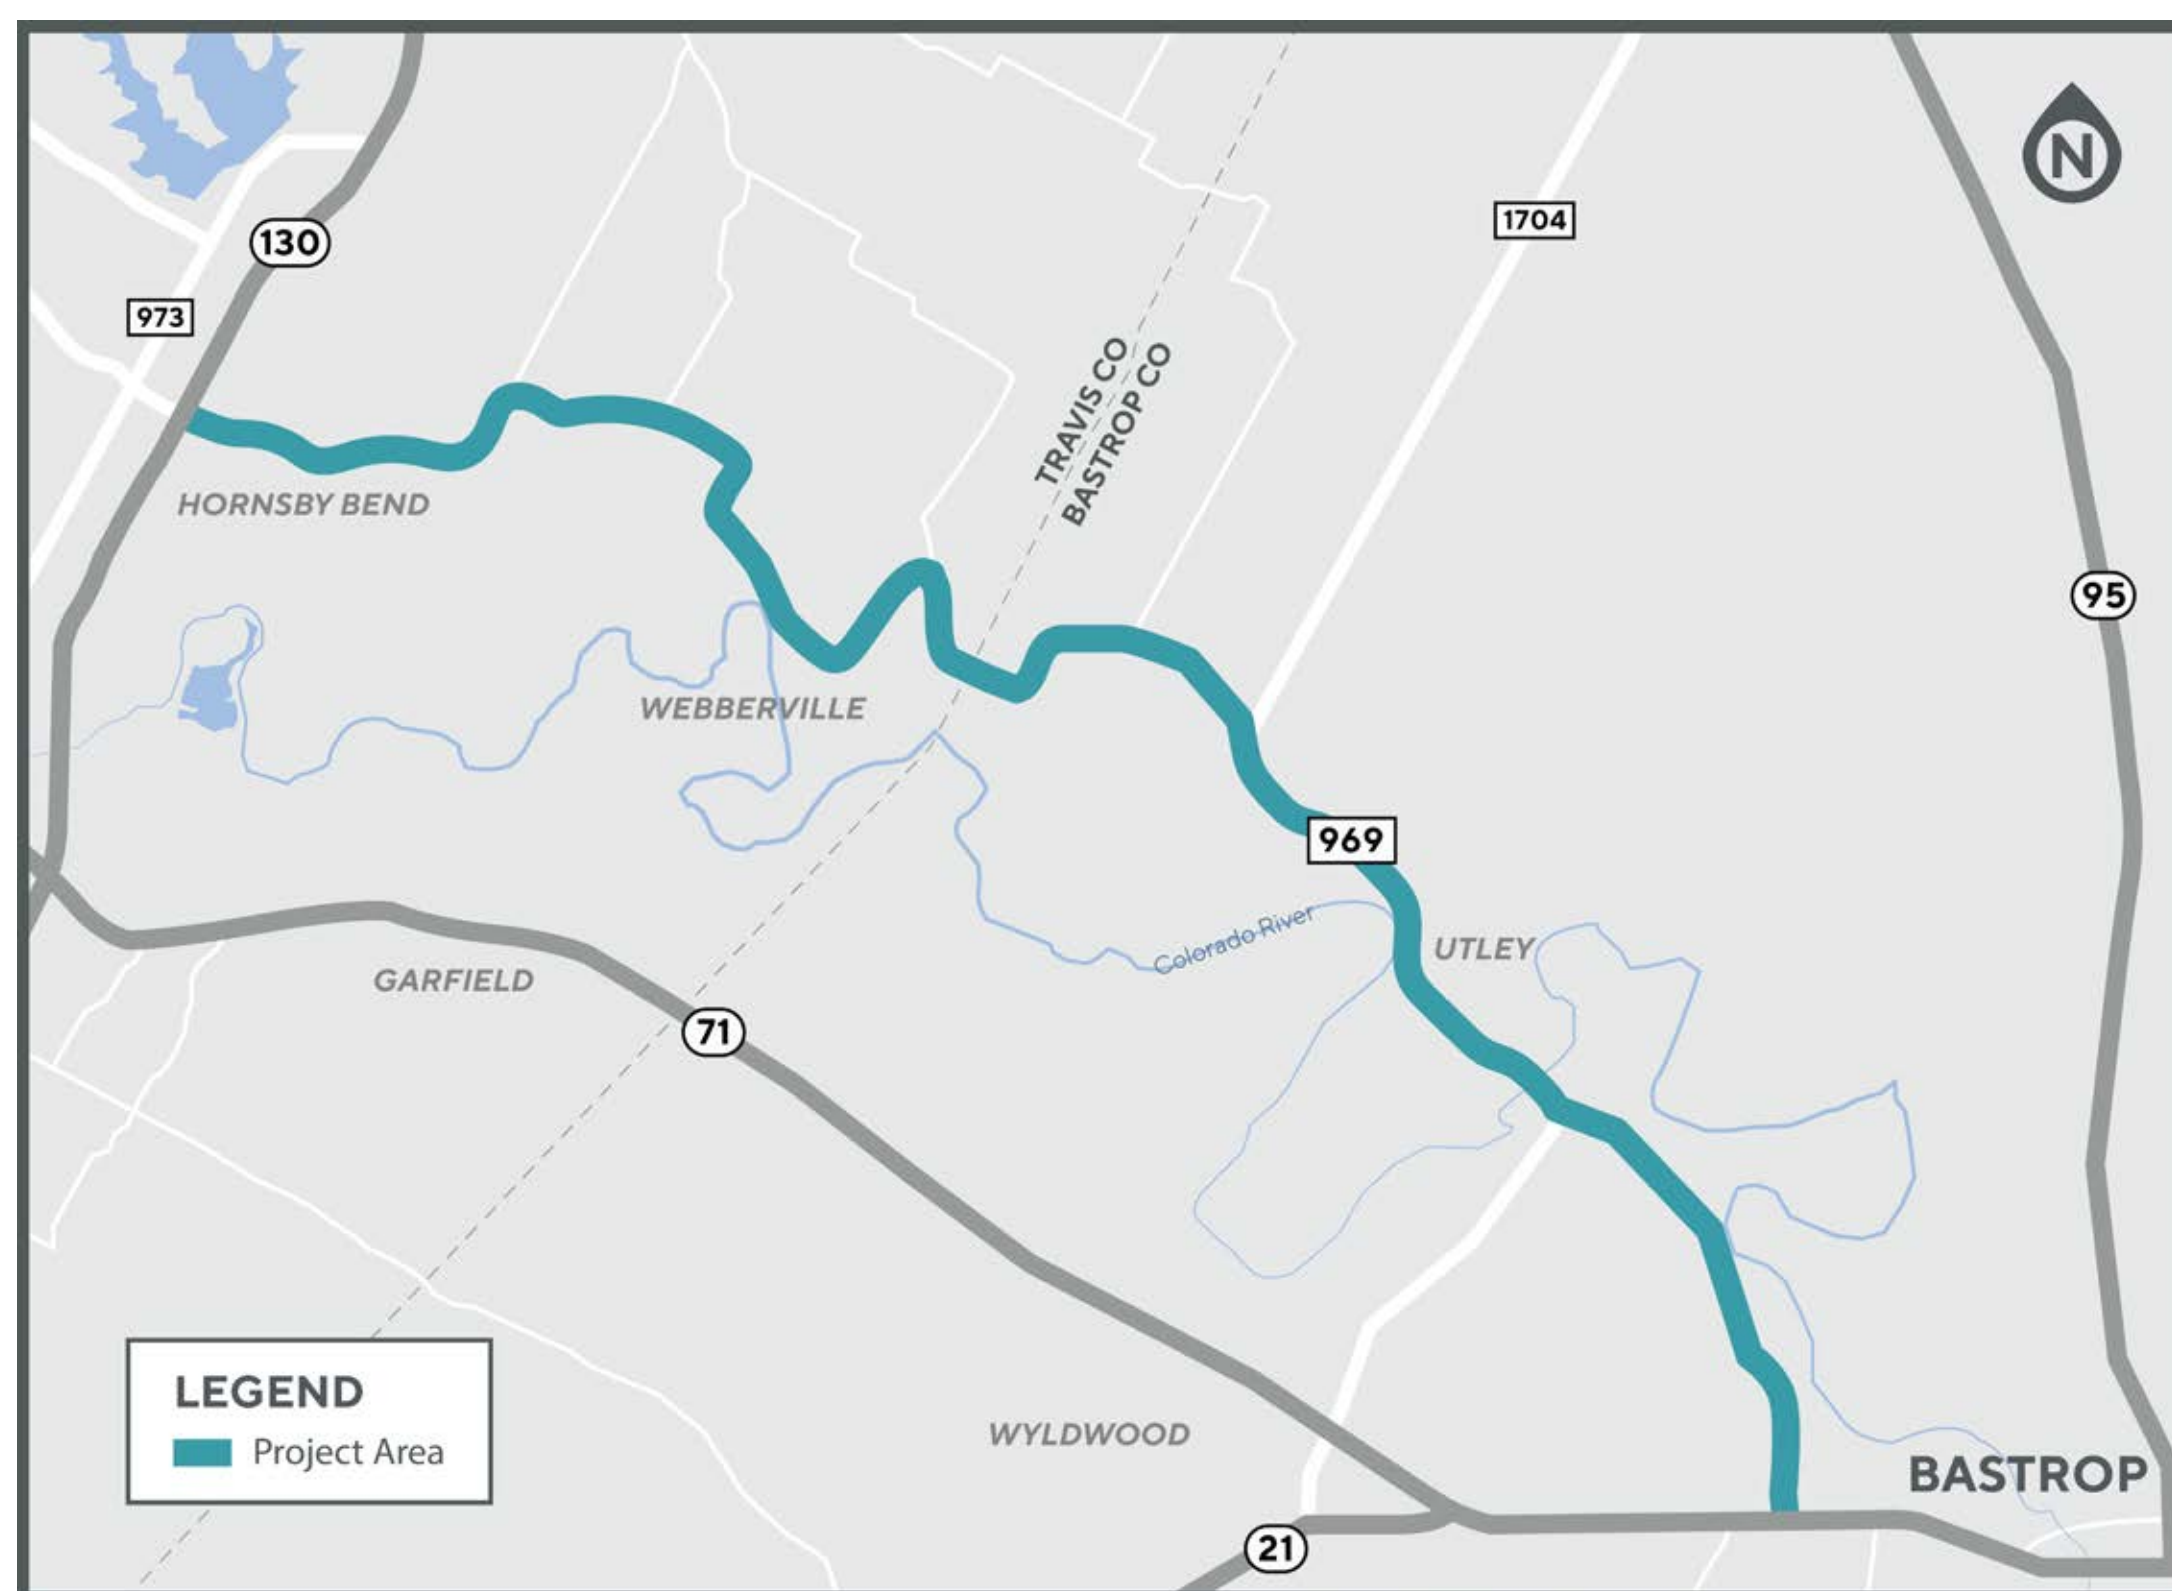 N
1704
130
973
TRAVIS CO
BASTROP CO
HORNSBY BEND
95
WEBBERVILLE
969
Colorado River
UTLEY
GARFIELD
71
LEGEND
Project Area
WYLDWOOD
BASTROP
21